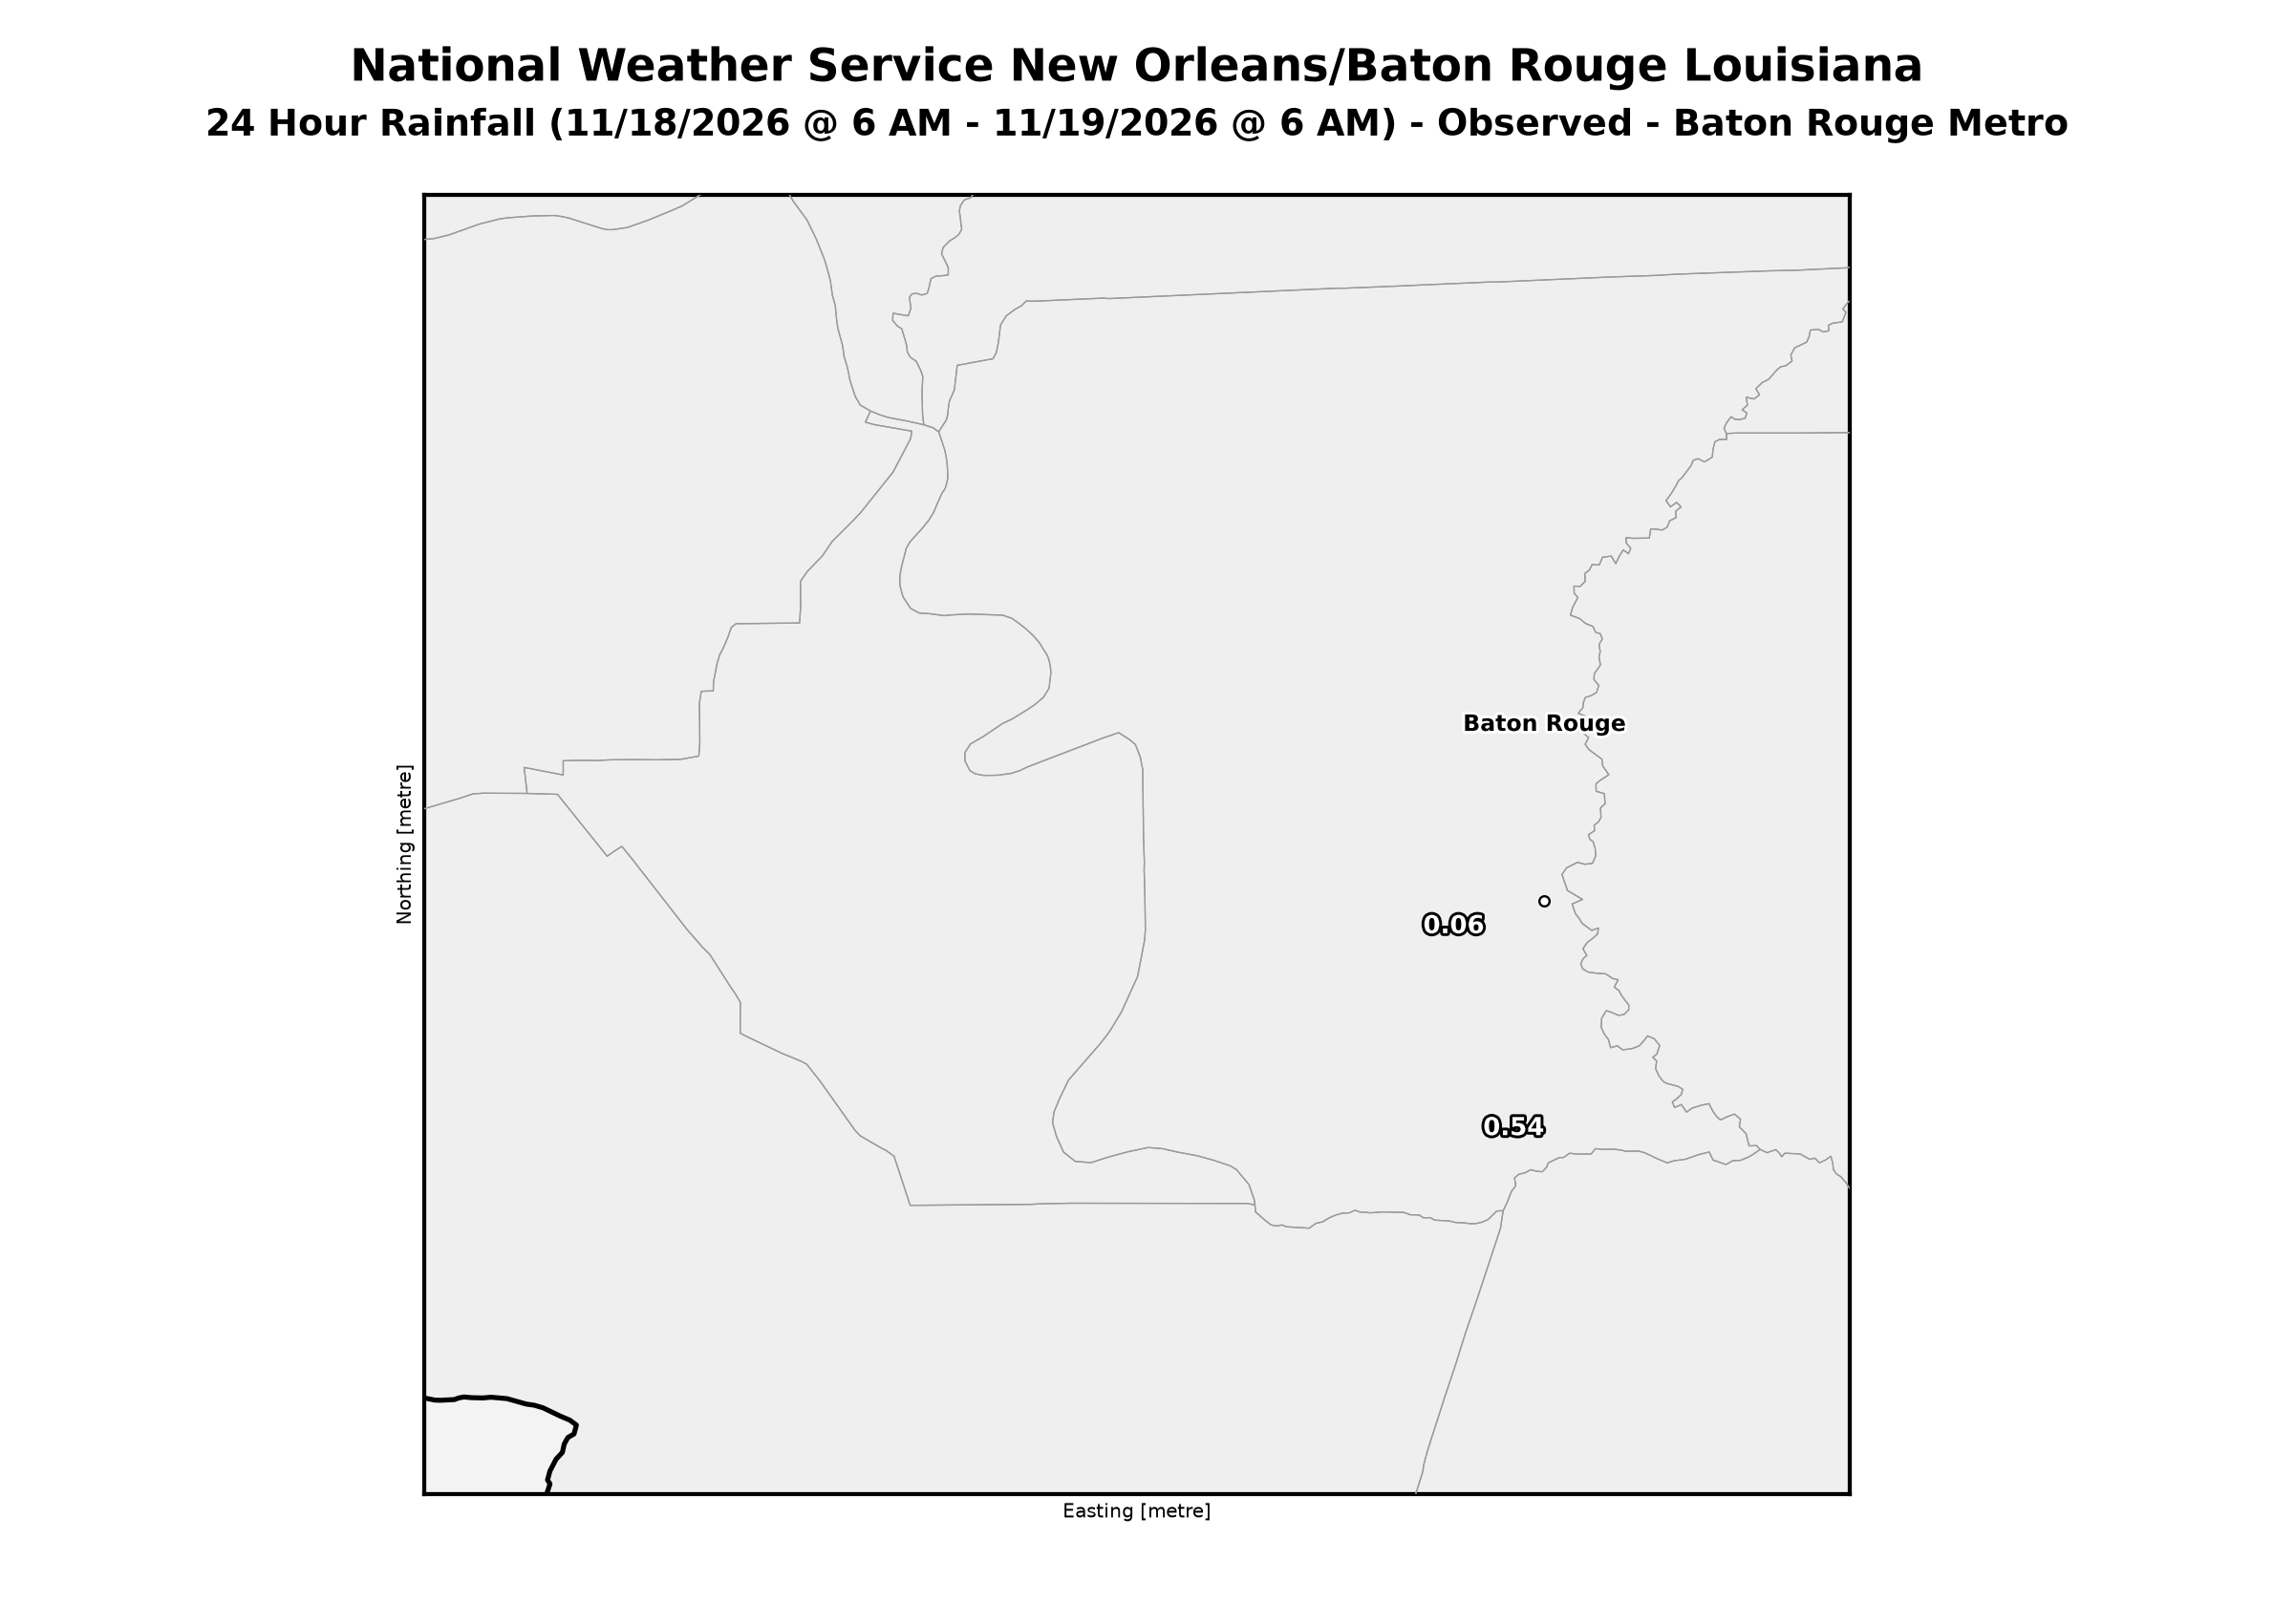 National Weather Service New Orleans/Baton Rouge Louisiana
24 Hour Rainfall (11/18/2026 @ 6 AM - 11/19/2026 @ 6 AM) - Observed - Baton Rouge Metro
Baton Rouge
Northing [metre]
0.06
0.54
Easting [metre]